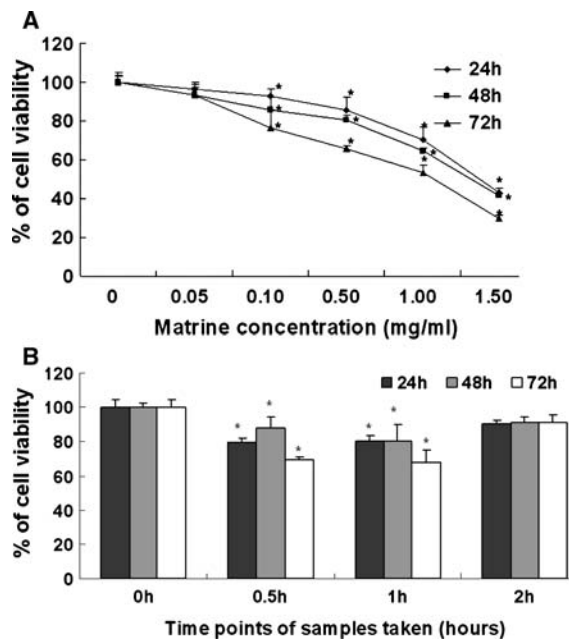 A
120
100
80
60
40
20
0
% of cell viability
24h
48h
72h
* * * * *
* * * * *
* * * * *
0 0.05 0.10 0.50 1.00 1.50
Matrine concentration (mg/ml)
B
120
100
80
60
40
20
0
% of cell viability
24h 48h 72h
* * * * * *
0h 0.5h 1h 2h
Time points of samples taken (hours)